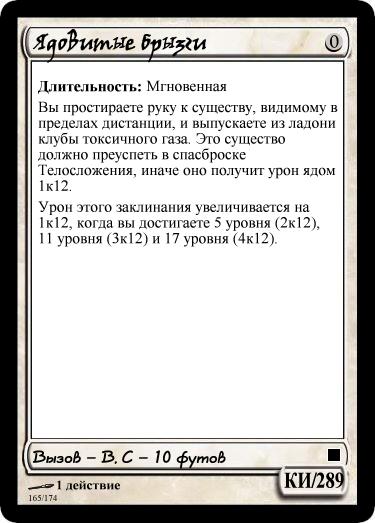 Ядовитые брызги
0
Длительность: Мгновенная
Вы простираете руку к существу, видимому в
пределах дистанции, и выпускаете из ладони
клубы токсичного газа. Это существо
должно преуспеть в спасброске
Телосложения, иначе оно получит урон ядом
1к12.
Урон этого заклинания увеличивается на
1к12, когда вы достигаете 5 уровня (2к12),
11 уровня (3к12) и 17 уровня (4к12).
Вызов – В, С – 10 футов
1 действие
КИ/289
165/174